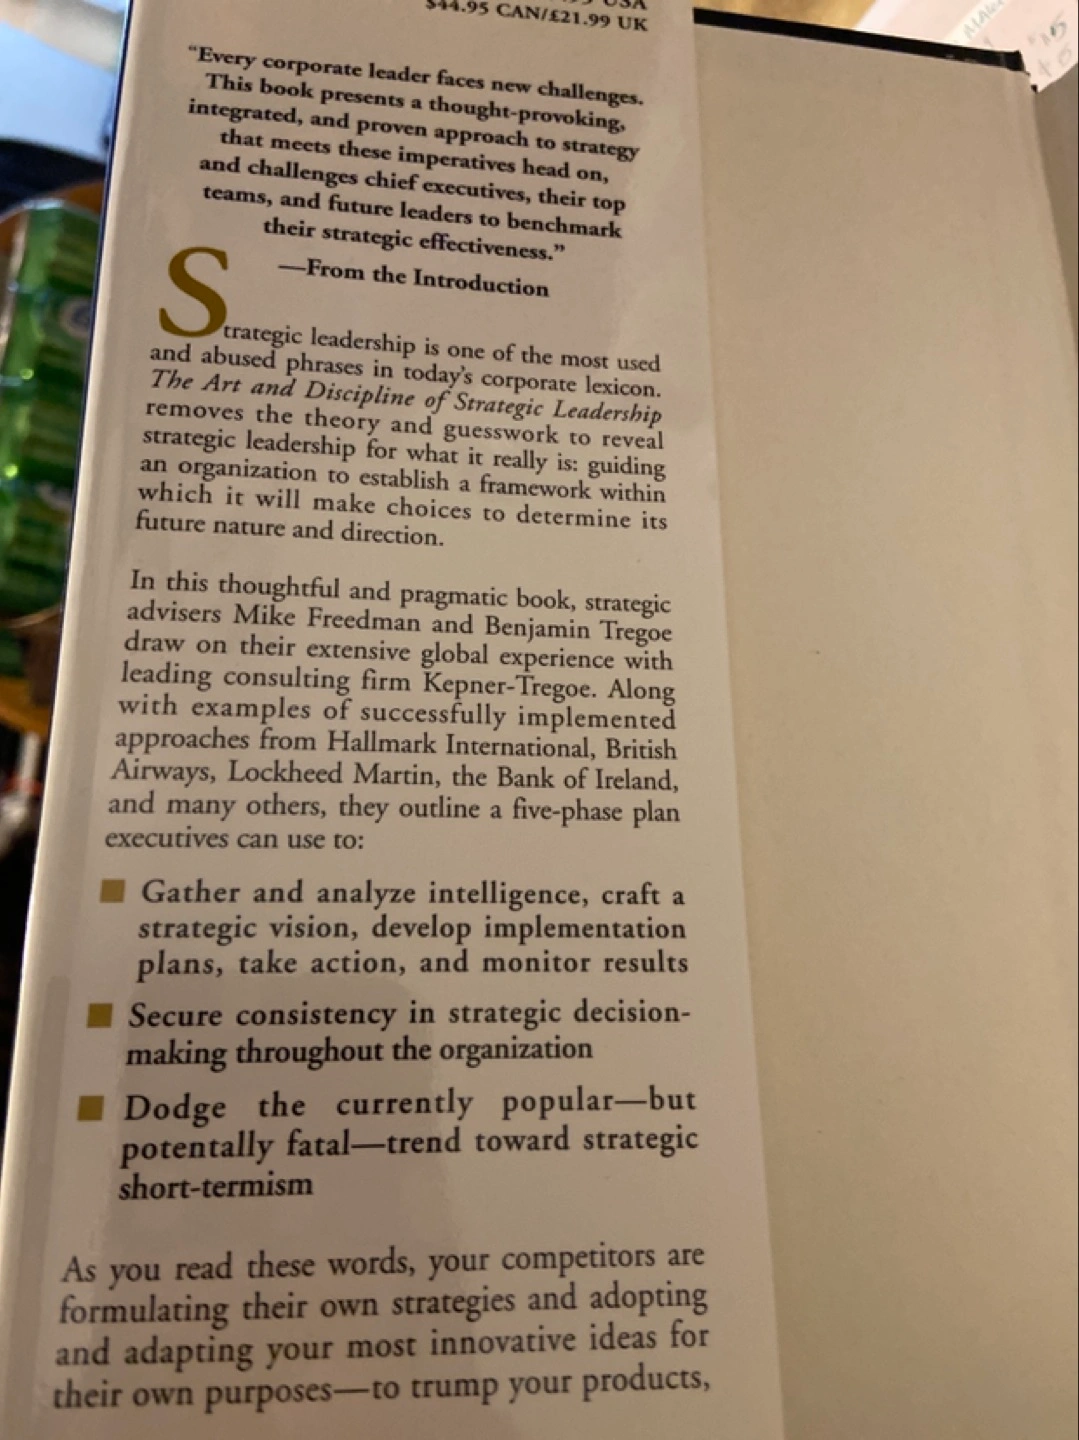 USA
$44.95 CAN/£21.99 UK
“Every corporate leader faces new challenges.
This book presents a thought-provoking,
integrated, and proven approach to strategy
that meets these imperatives head on,
and challenges chief executives, their top
teams, and future leaders to benchmark
their strategic effectiveness.”
—From the Introduction
Strategic leadership is one of the most used
and abused phrases in today’s corporate lexicon.
The Art and Discipline of Strategic Leadership
removes the theory and guesswork to reveal
strategic leadership for what it really is: guiding
an organization to establish a framework within
which it will make choices to determine its
future nature and direction.
In this thoughtful and pragmatic book, strategic
advisers Mike Freedman and Benjamin Tregoe
draw on their extensive global experience with
leading consulting firm Kepner-Tregoe. Along
with examples of successfully implemented
approaches from Hallmark International, British
Airways, Lockheed Martin, the Bank of Ireland,
and many others, they outline a five-phase plan
executives can use to:
■ Gather and analyze intelligence, craft a
strategic vision, develop implementation
plans, take action, and monitor results
■ Secure consistency in strategic decision-
making throughout the organization
■ Dodge the currently popular—but
potentally fatal—trend toward strategic
short-termism
As you read these words, your competitors are
formulating their own strategies and adopting
and adapting your most innovative ideas for
their own purposes—to trump your products,